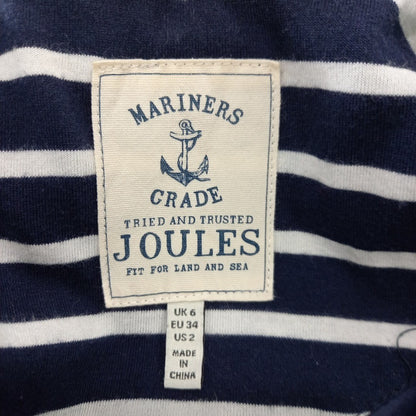 MARINERS
GRADE
TRIED AND TRUSTED
JOULES
FIT FOR LAND AND SEA
UK 6
EU 34
US 2
MADE
IN
CHINA